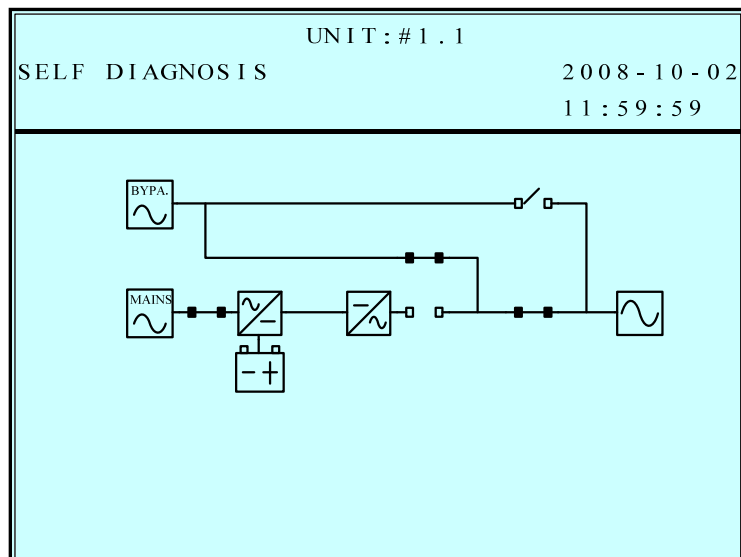 UNIT:#1.1
SELF DIAGNOSIS
2008-10-02
11:59:59
BYPA.
MAINS